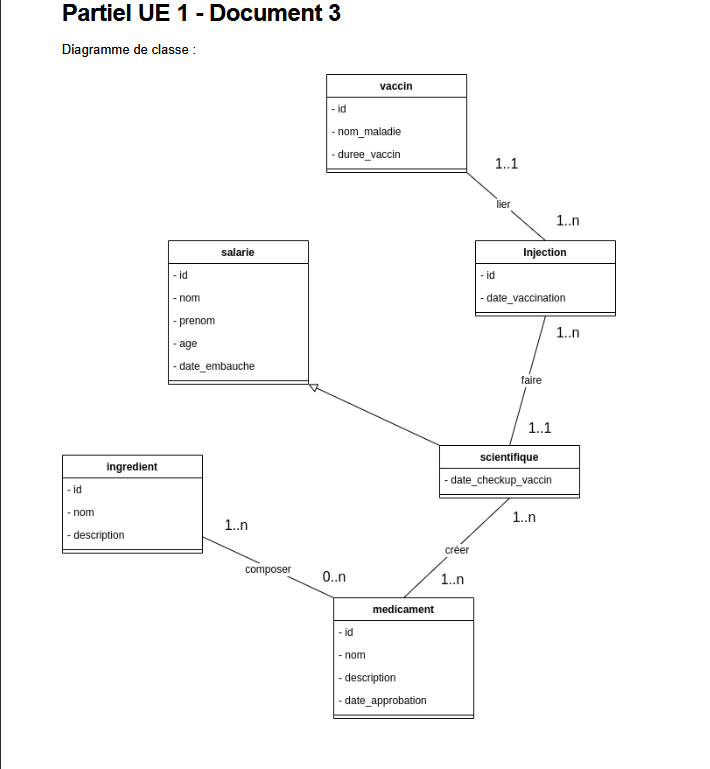 Partiel UE 1 - Document 3
Diagramme de classe :
vaccin
- id
- nom_maladie
- duree_vaccin
1..1
lier
1..n
salarie
- id
- nom
- prenom
- age
- date_embauche
Injection
- id
- date_vaccination
1..n
faire
1..1
scientifique
- date_checkup_vaccin
ingredient
- id
- nom
- description
1..n
composer
0..n
1..n
créer
1..n
medicament
- id
- nom
- description
- date_approbation